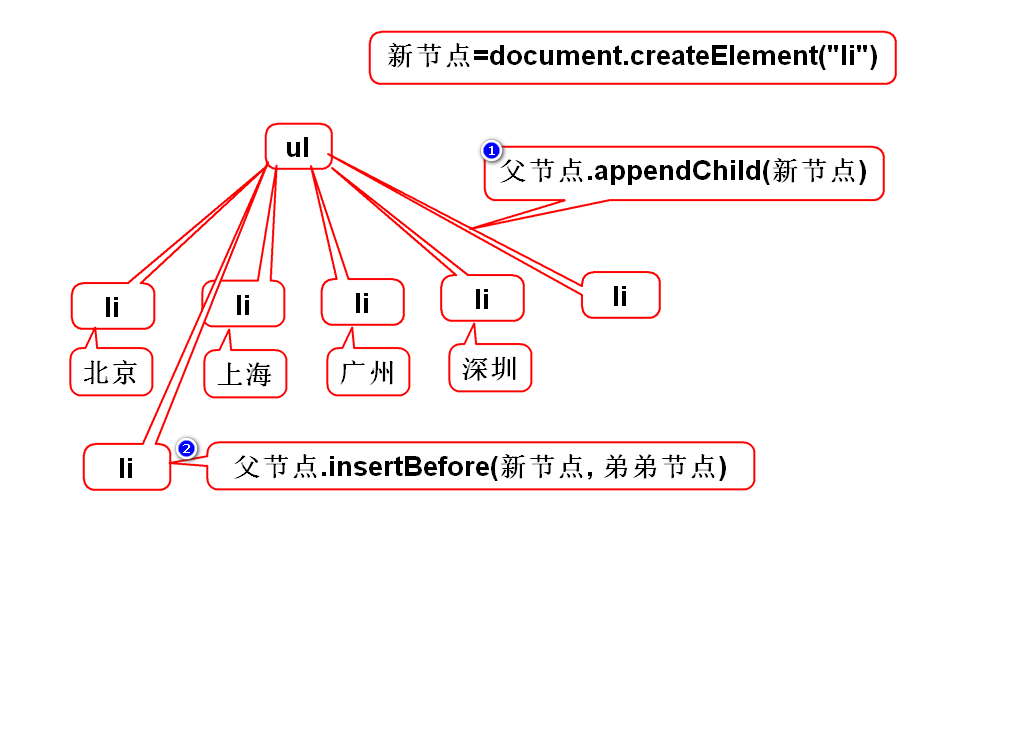 新节点=document.createElement("li")
ul
1
父节点.appendChild(新节点)
li
li
li
li
li
北京
上海
广州
深圳
li
2
父节点.insertBefore(新节点, 弟弟节点)